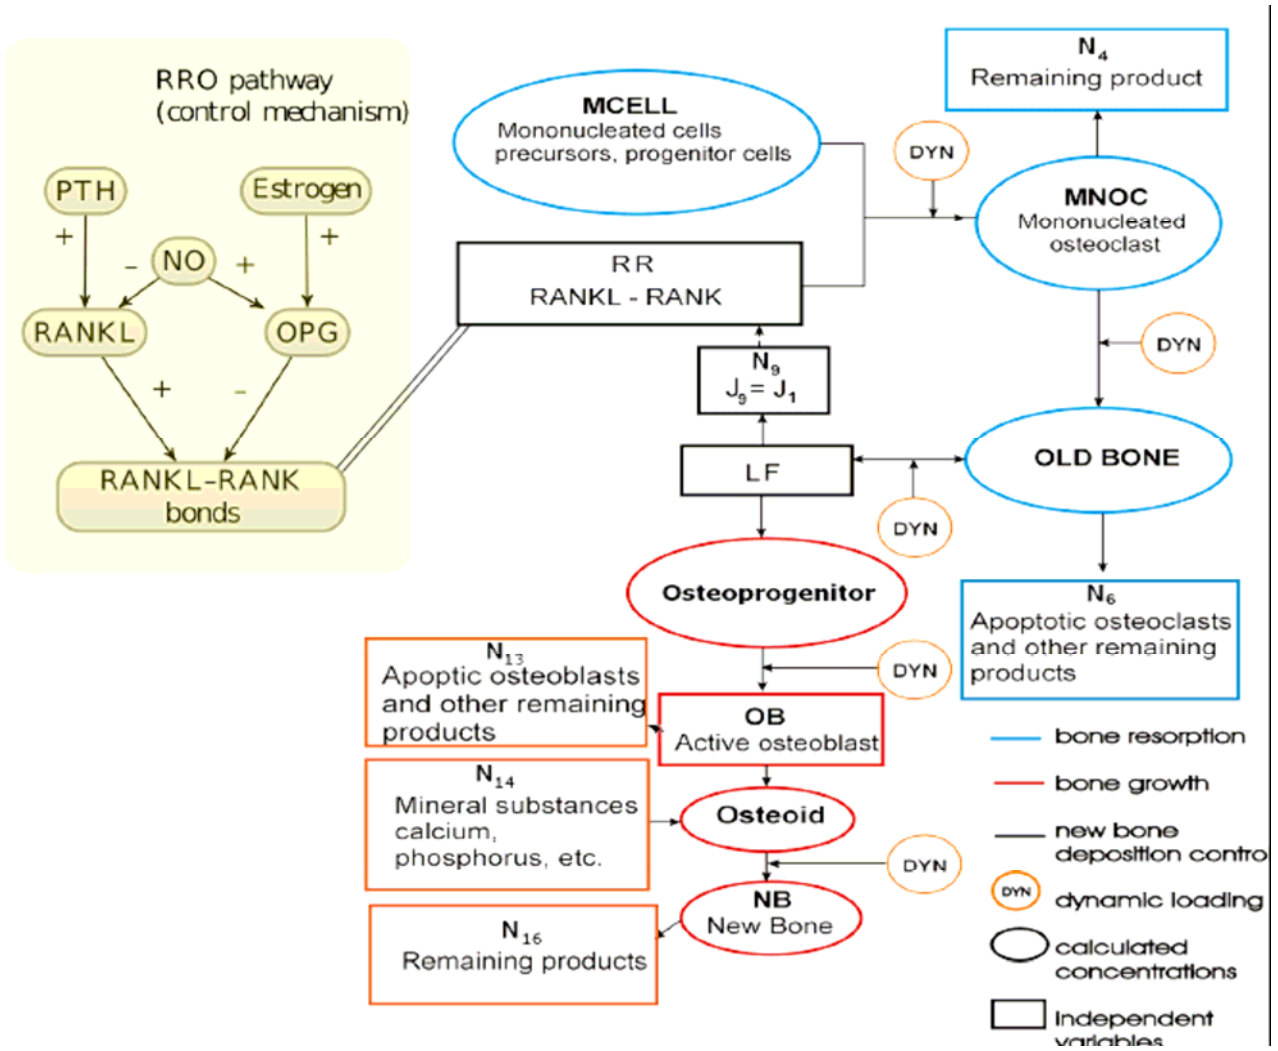 RRO pathway
(control mechanism)
PTH
Estrogen
+
+
NO
–
+
RANKL
OPG
+
–
RANKL–RANK
bonds
MCELL
Mononucleated cells
precursors, progenitor cells
RR
RANKL - RANK
N9
J9 = J1
LF
DYN
N4
Remaining product
MNOC
Mononucleated
osteoclast
DYN
OLD BONE
DYN
N6
Apoptotic osteoclasts
and other remaining
products
Osteoprogenitor
DYN
N13
Apoptic osteoblasts
and other remaining
products
OB
Active osteoblast
N14
Mineral substances
calcium,
phosphorus, etc.
Osteoid
DYN
NB
New Bone
N16
Remaining products
bone resorption
bone growth
new bone
deposition contro
DYN
dynamic loading
calculated
concentrations
Independent
variables